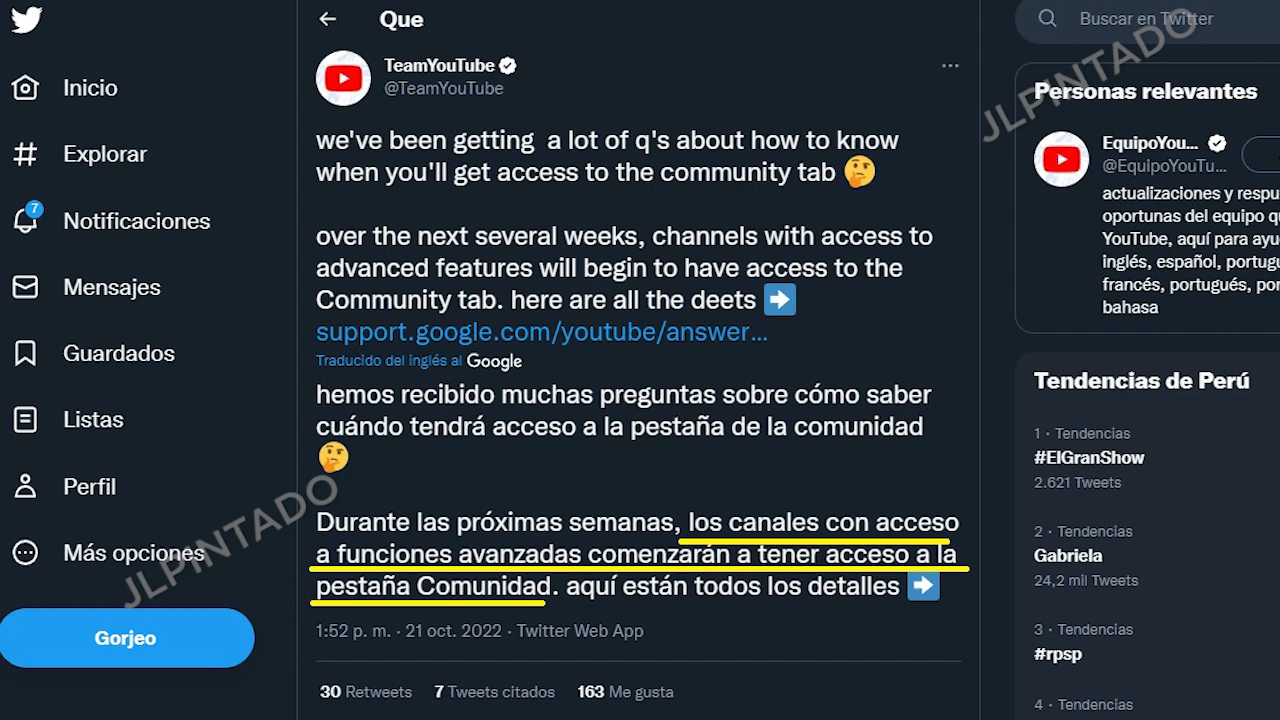 Inicio
Explorar
7
Notificaciones
Mensajes
Guardados
Listas
Perfil
Más opciones
Gorjeo
Que
TeamYouTube
@TeamYouTube
we've been getting  a lot of q's about how to know
when you'll get access to the community tab 🤔
over the next several weeks, channels with access to
advanced features will begin to have access to the
Community tab. here are all the deets ➡️
support.google.com/youtube/answer...
Traducido del inglés al Google
hemos recibido muchas preguntas sobre cómo saber
cuándo tendrá acceso a la pestaña de la comunidad
🤔
Durante las próximas semanas, los canales con acceso
a funciones avanzadas comenzarán a tener acceso a la
pestaña Comunidad. aquí están todos los detalles ➡️
1:52 p. m. · 21 oct. 2022 · Twitter Web App
30 Retweets 7 Tweets citados 163 Me gusta
Buscar en Twitter
Personas relevantes
EquipoYou...
@EquipoYouTu...
actualizaciones y respu
oportunas del equipo q
YouTube, aquí para ayu
inglés, español, portugu
francés, portugués, por
bahasa
Tendencias de Perú
1 · Tendencias
#ElGranShow
2.621 Tweets
2 · Tendencias
Gabriela
24,2 mil Tweets
3 · Tendencias
#rpsp
4 · Tendencias
JLPINTADO
JLPINTADO